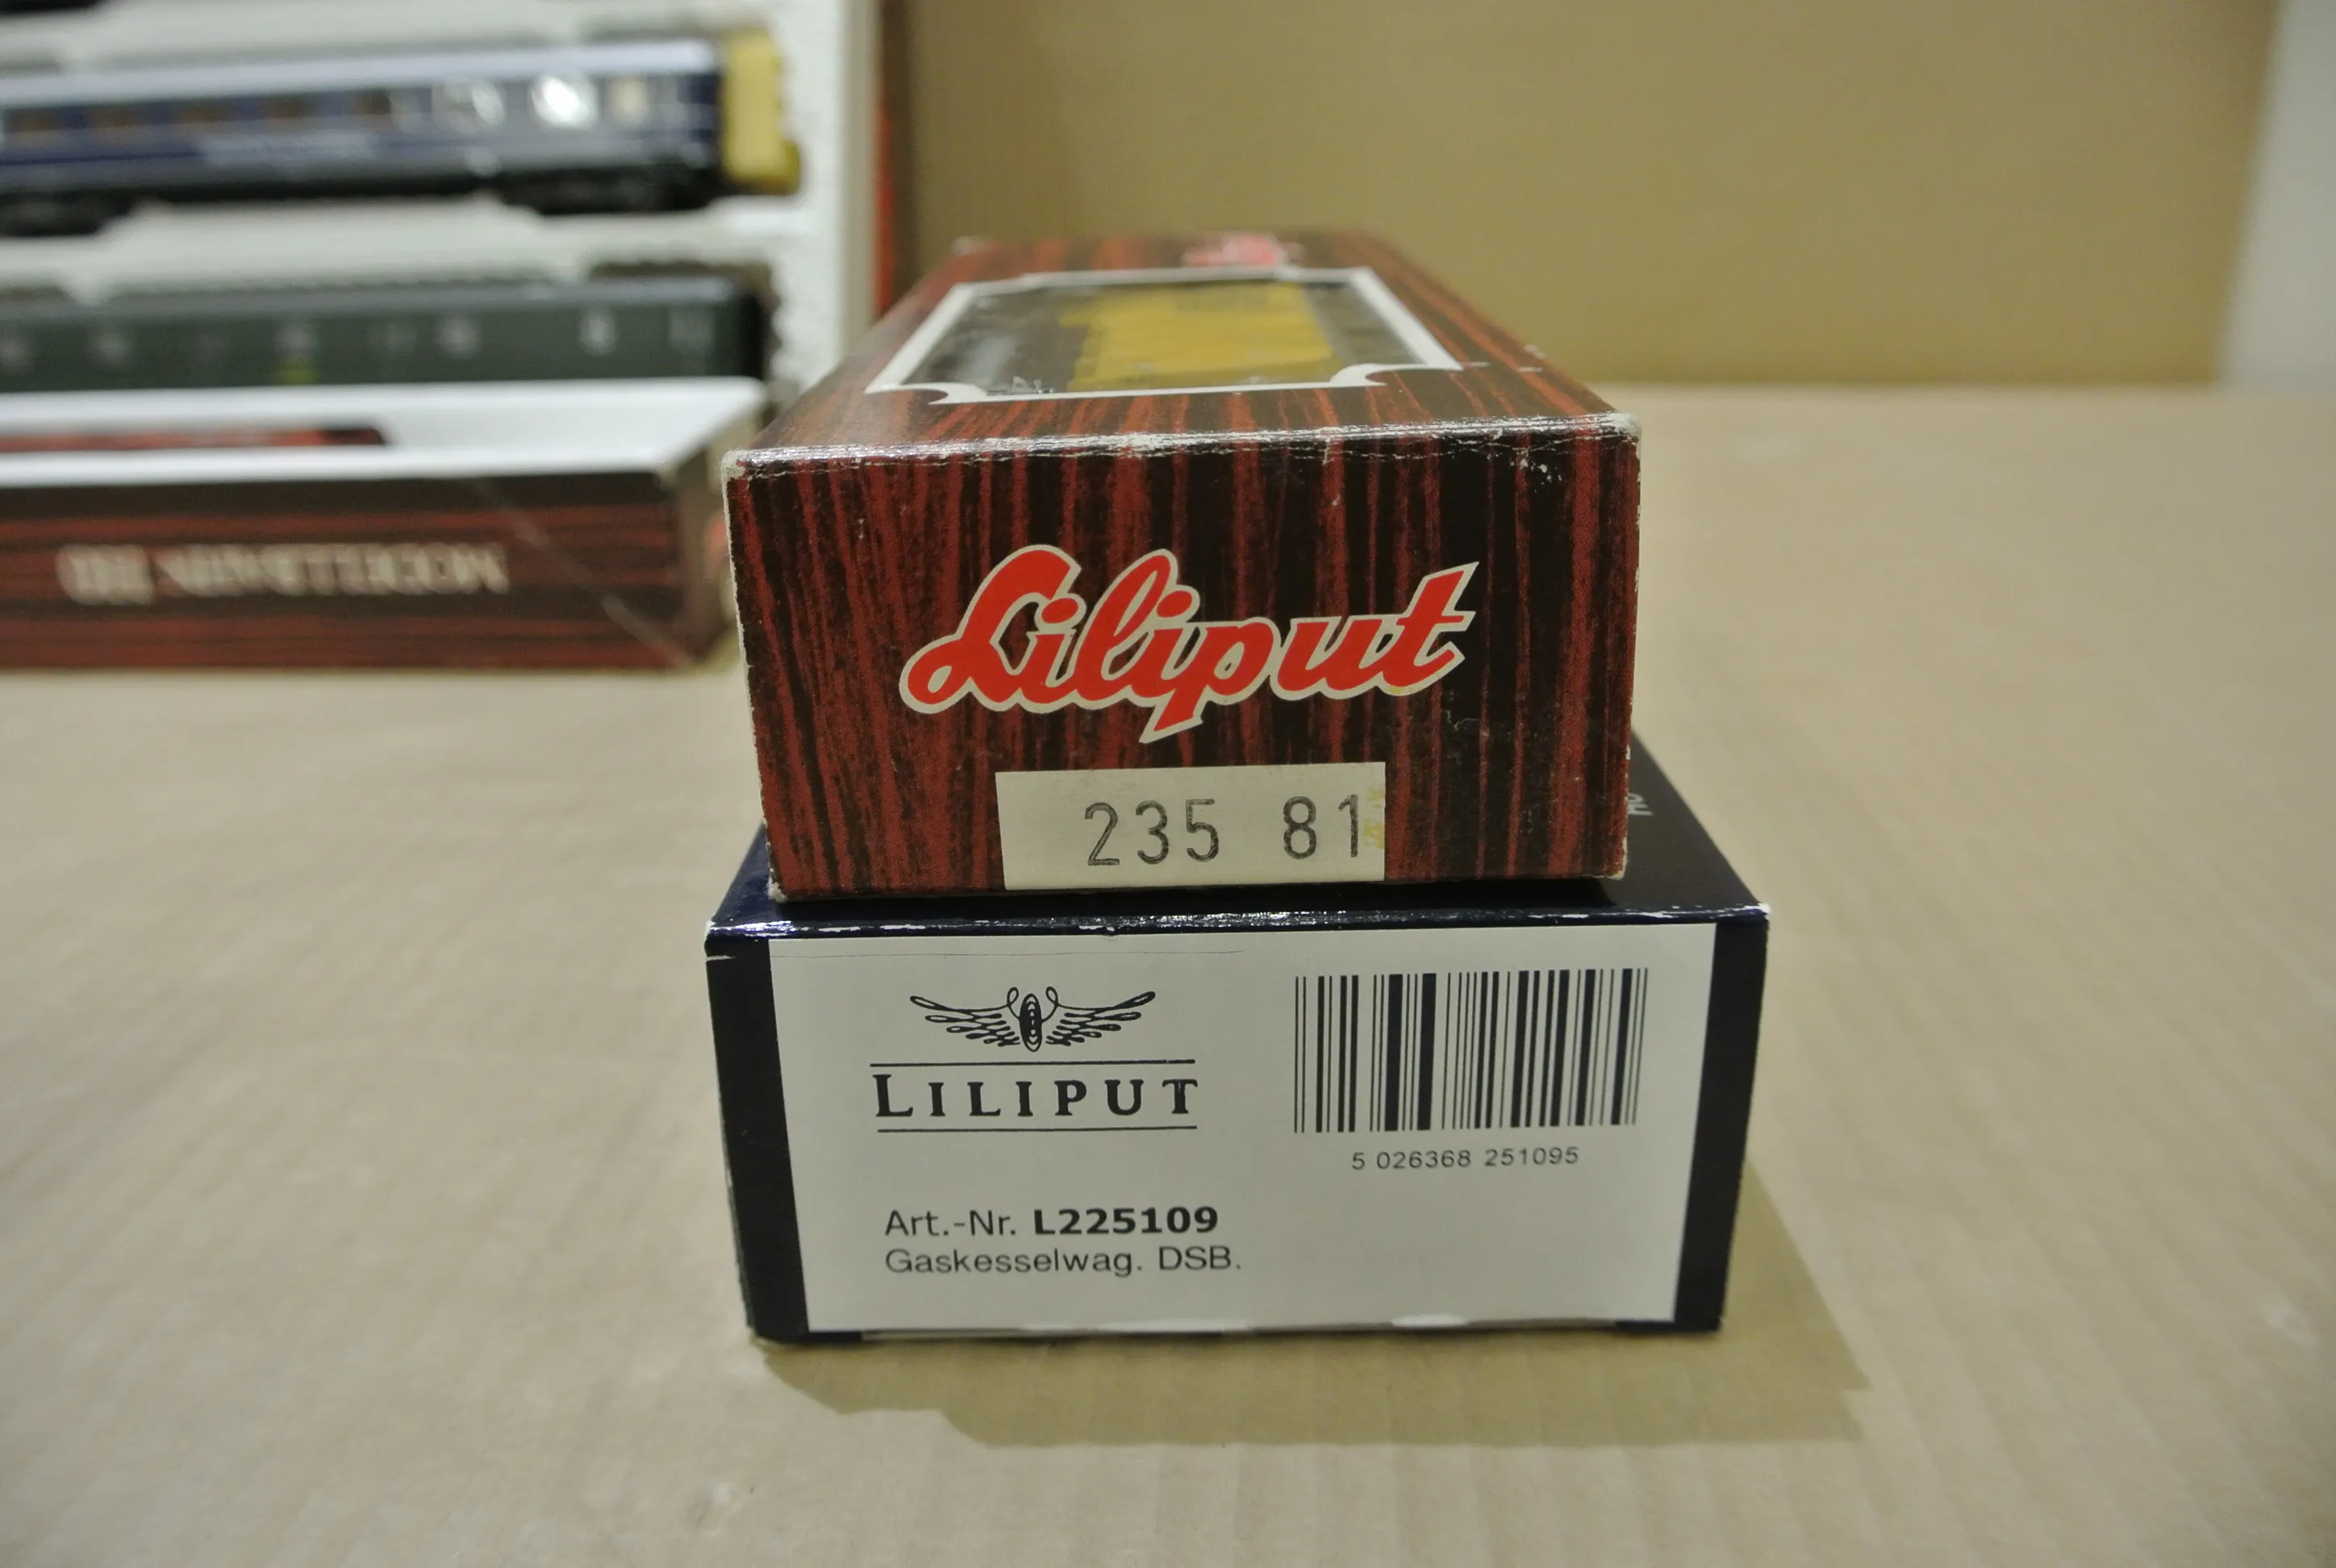 Liliput
235 81
LILIPUT
5 026368 251095
Art.-Nr. L225109
Gaskesselwag. DSB.